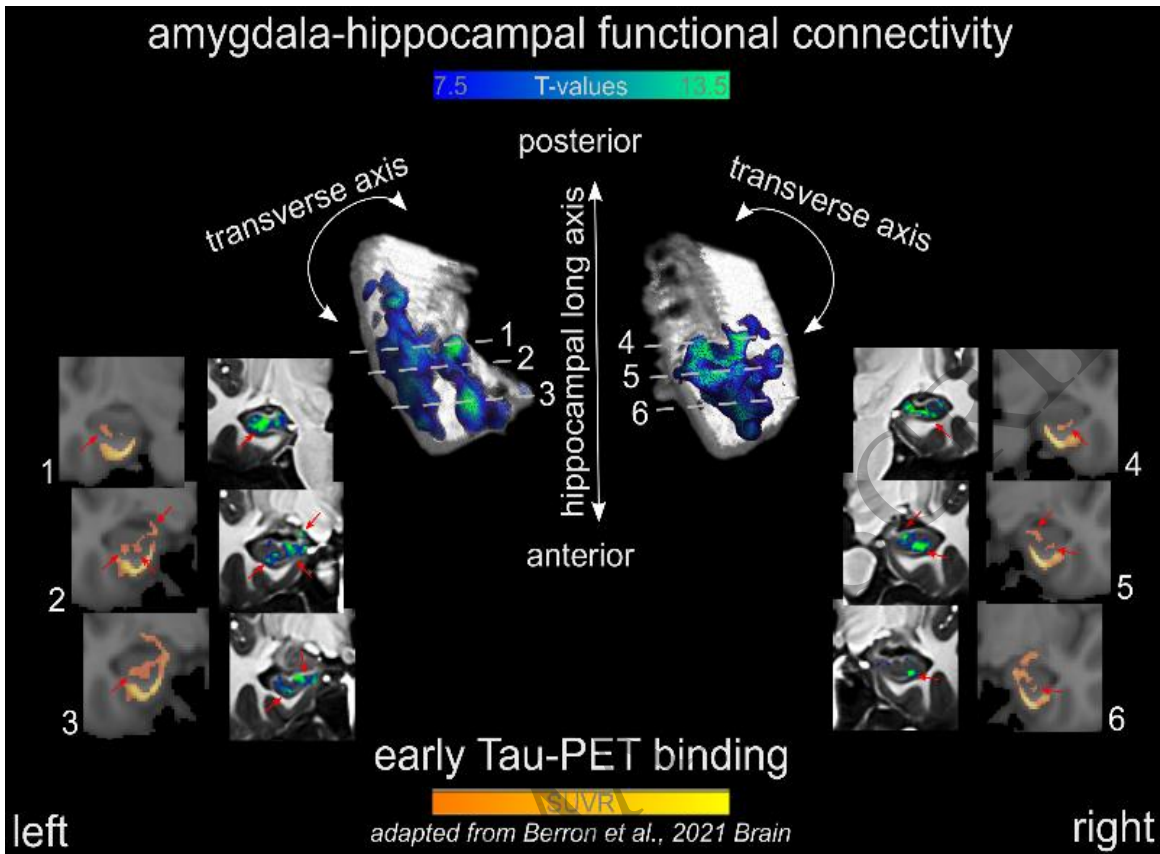 amygdala-hippocampal functional connectivity
7.5 T-values 13.5
posterior
transverse axis
transverse axis
hippocampal long axis
1
2
3
4
5
6
anterior
1
2
3
4
5
6
early Tau-PET binding
SUVR
adapted from Berron et al., 2021 Brain
left
right